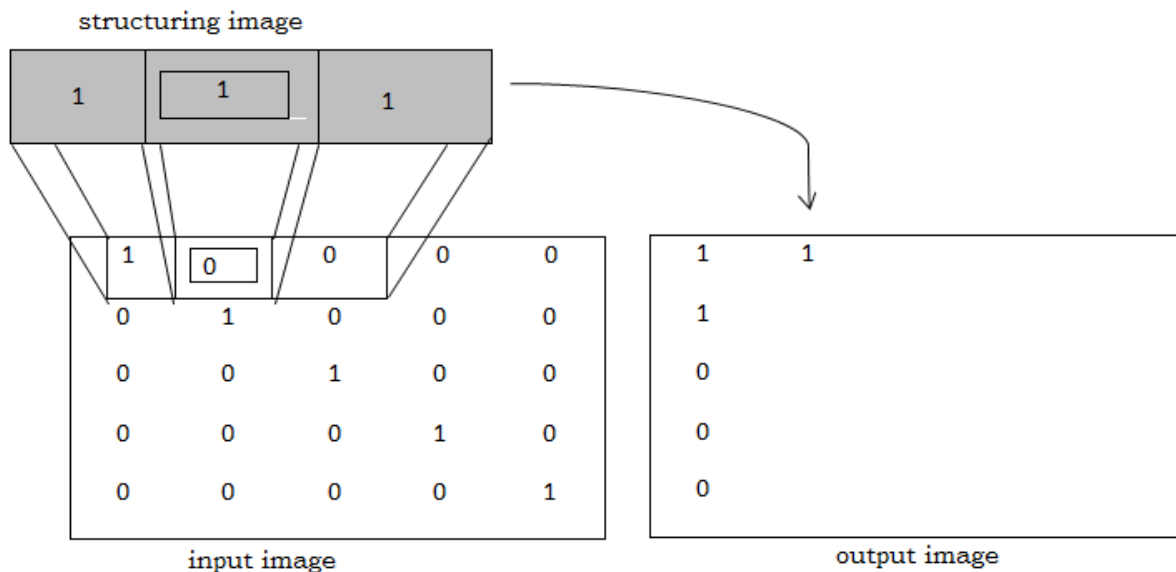 structuring image
1 1 1
1 0 0 0 0
0 1 0 0 0
0 0 1 0 0
0 0 0 1 0
0 0 0 0 1
input image
1 1
1
0
0
0
output image